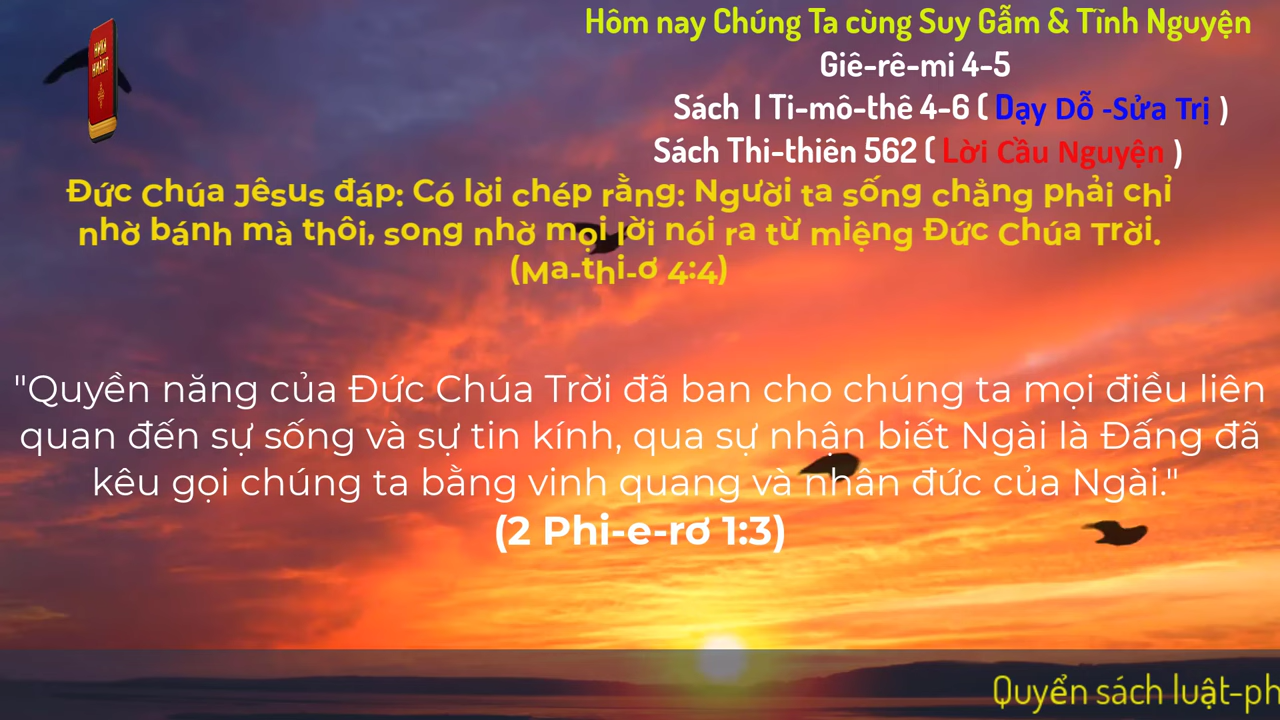 Hôm nay Chúng Ta cùng Suy Gẫm & Tĩnh Nguyện
Giê-rê-mi 4-5
Sách I Ti-mô-thê 4-6 ( Dạy Dỗ -Sửa Trị )
Sách Thi-thiên 562 ( Lời Cầu Nguyện )
Đức Chúa Jêsus đáp: Có lời chép rằng: Người ta sống chẳng phải chỉ
nhờ bánh mà thôi, song nhờ mọi lời nói ra từ miệng Đức Chúa Trời.
(Ma-thi-ơ 4:4)
"Quyền năng của Đức Chúa Trời đã ban cho chúng ta mọi điều liên
quan đến sự sống và sự tin kính, qua sự nhận biết Ngài là Đấng đã
kêu gọi chúng ta bằng vinh quang và nhân đức của Ngài."
(2 Phi-e-rơ 1:3)
Quyển sách luật-ph